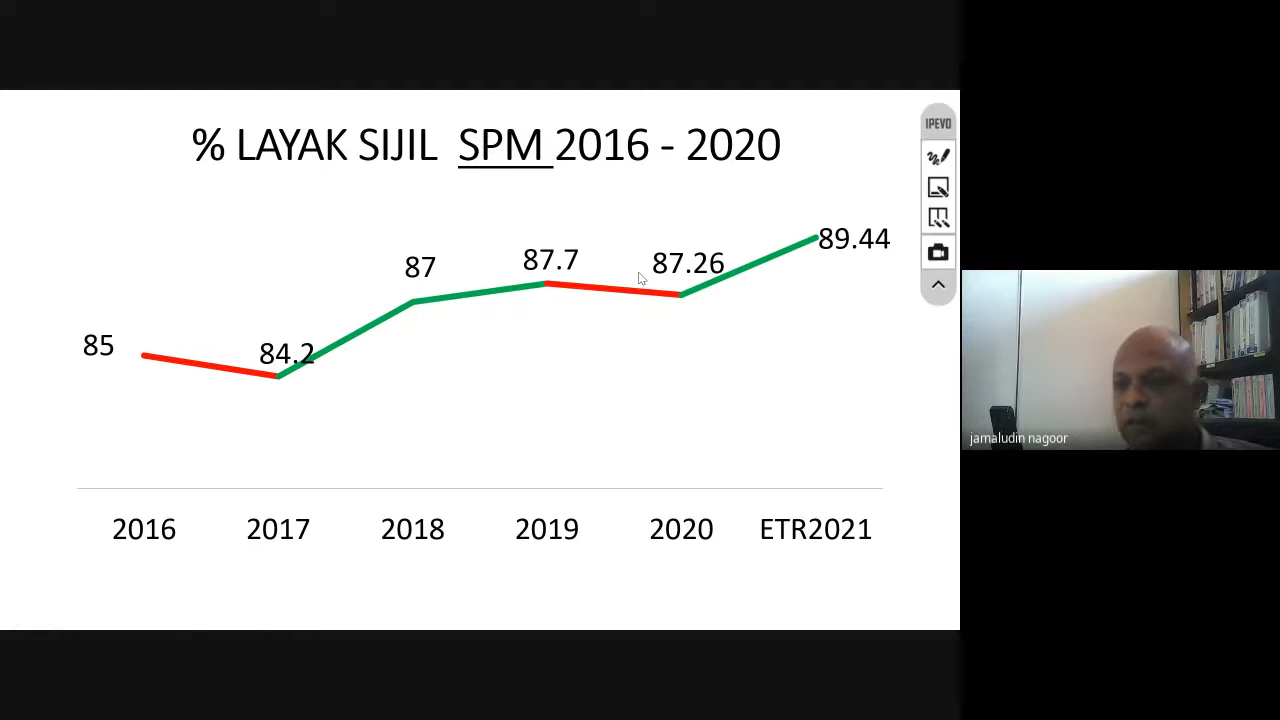 % LAYAK SIJIL SPM 2016 - 2020
IPEVO
85
84.2
87
87.7
87.26
89.44
2016 2017 2018 2019 2020 ETR2021
jamaludin nagoor